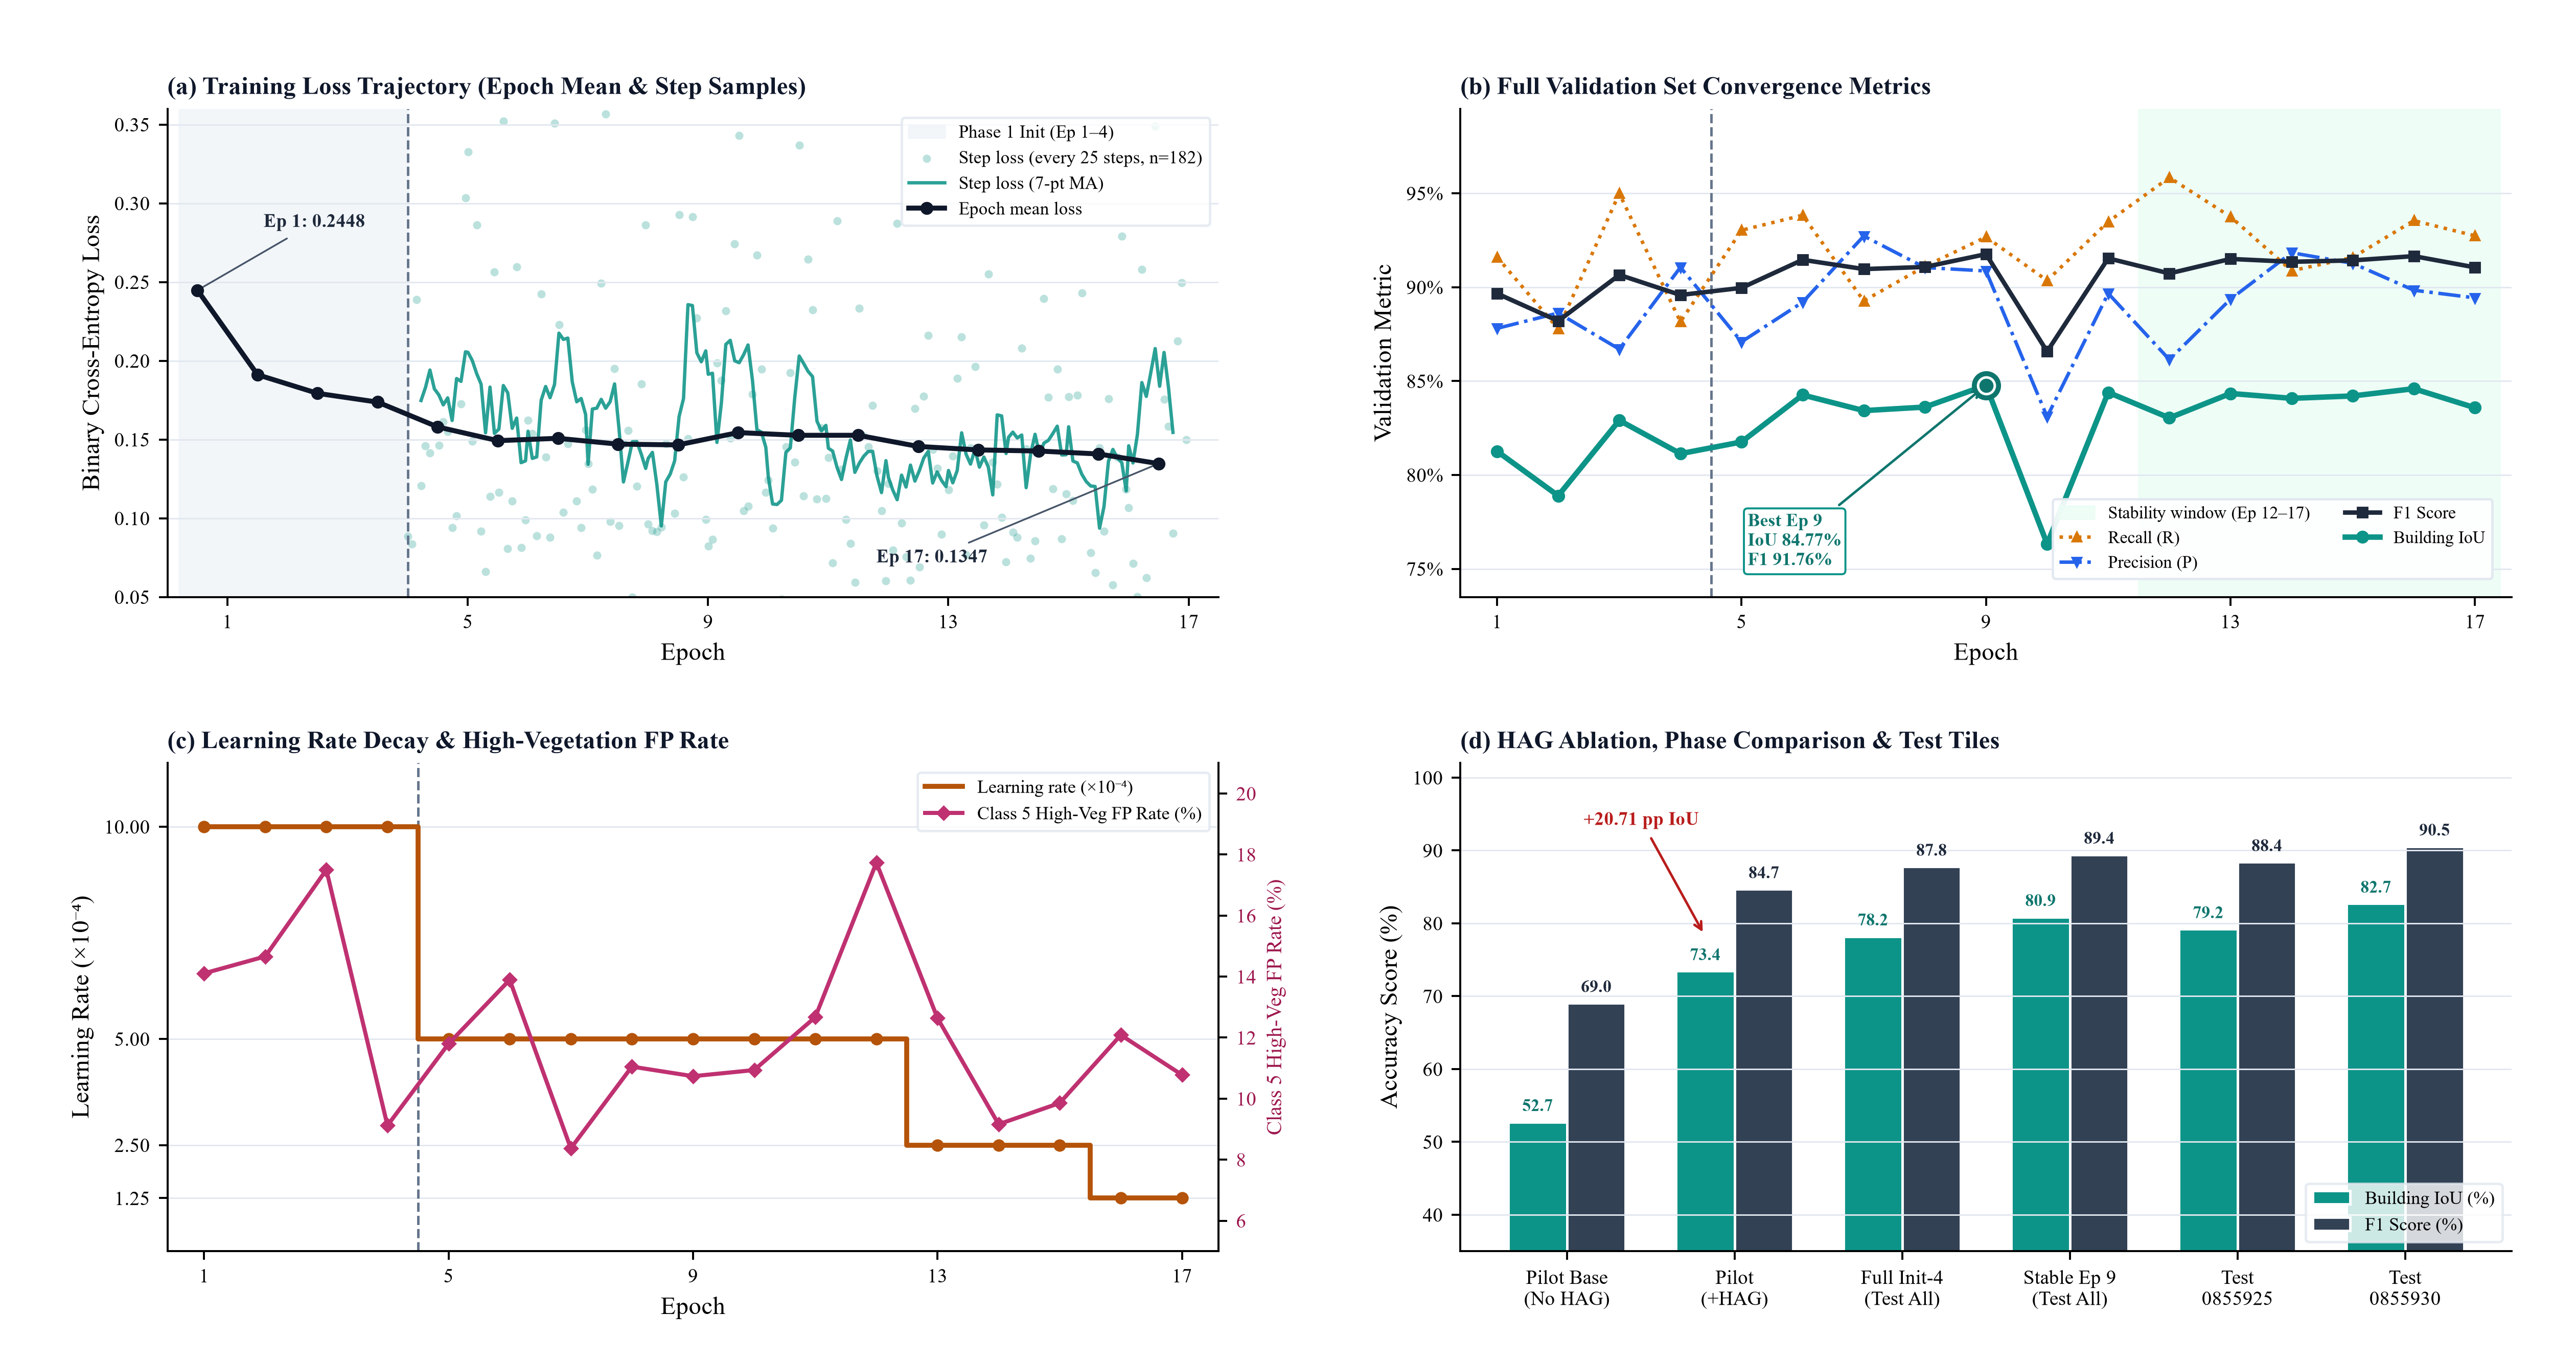 (a) Training Loss Trajectory (Epoch Mean & Step Samples)
Binary Cross-Entropy Loss
0.35
0.30
0.25
0.20
0.15
0.10
0.05
Phase 1 Init (Ep 1–4)
Step loss (every 25 steps, n=182)
Step loss (7-pt MA)
Epoch mean loss
Ep 1: 0.2448
Ep 17: 0.1347
1
5
9
13
17
Epoch
(b) Full Validation Set Convergence Metrics
Validation Metric
95%
90%
85%
80%
75%
Best Ep 9
IoU 84.77%
F1 91.76%
Stability window (Ep 12–17)
Recall (R)
Precision (P)
F1 Score
Building IoU
1
5
9
13
17
Epoch
(c) Learning Rate Decay & High-Vegetation FP Rate
Learning Rate (×10⁻⁴)
10.00
5.00
2.50
1.25
Learning rate (×10⁻⁴)
Class 5 High-Veg FP Rate (%)
20
18
16
14
12
10
8
6
Class 5 High-Veg FP Rate (%)
1
5
9
13
17
Epoch
(d) HAG Ablation, Phase Comparison & Test Tiles
Accuracy Score (%)
100
90
80
70
60
50
40
+20.71 pp IoU
52.7
69.0
73.4
84.7
78.2
87.8
80.9
89.4
79.2
88.4
82.7
90.5
Building IoU (%)
F1 Score (%)
Pilot Base
(No HAG)
Pilot
(+HAG)
Full Init-4
(Test All)
Stable Ep 9
(Test All)
Test
0855925
Test
0855930